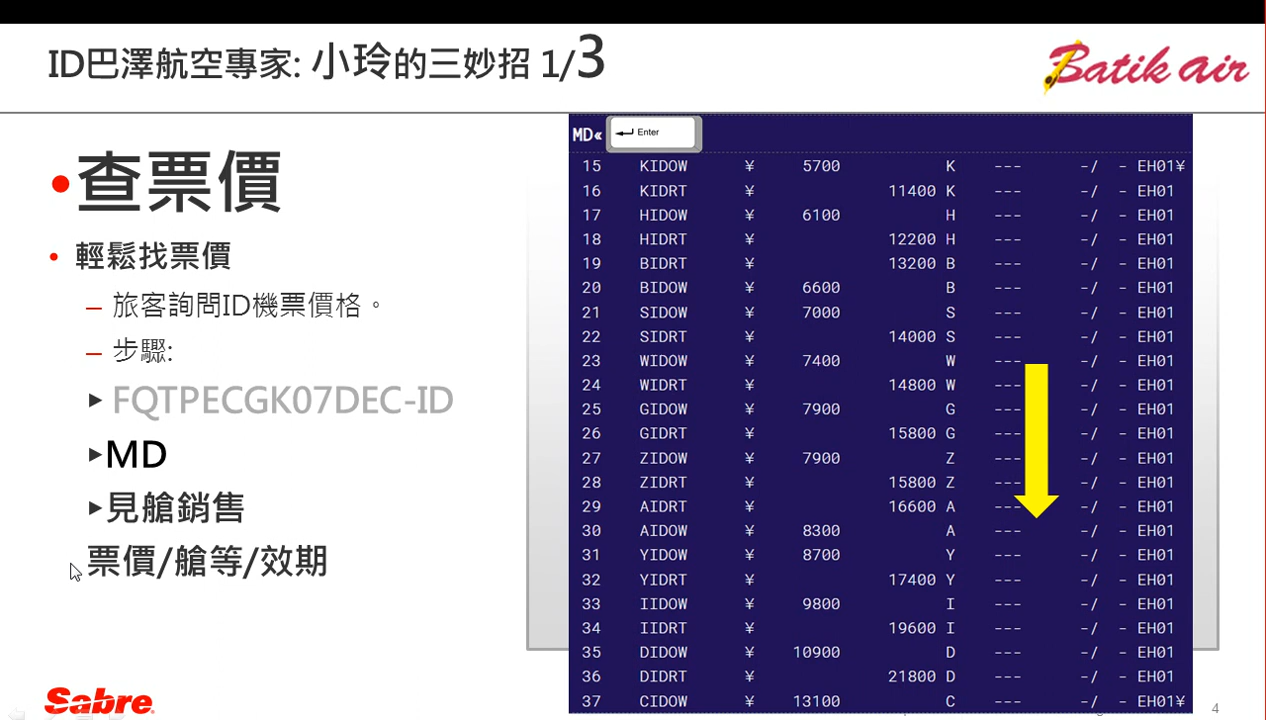 ID巴澤航空專家: 小玲的三妙招 1/3
Batik air
•查票價
• 輕鬆找票價
– 旅客詢問ID機票價格。
– 步驟:
▸ FQTPECGK07DEC-ID
▸MD
▸見艙銷售
票價/艙等/效期
MD« Enter
15 KIDOW ¥ 5700 K --- -/ - EH01¥
16 KIDRT ¥ 11400 K --- -/ - EH01
17 HIDOW ¥ 6100 H --- -/ - EH01
18 HIDRT ¥ 12200 H --- -/ - EH01
19 BIDRT ¥ 13200 B --- -/ - EH01
20 BIDOW ¥ 6600 B --- -/ - EH01
21 SIDOW ¥ 7000 S --- -/ - EH01
22 SIDRT ¥ 14000 S --- -/ - EH01
23 WIDOW ¥ 7400 W --- -/ - EH01
24 WIDRT ¥ 14800 W --- -/ - EH01
25 GIDOW ¥ 7900 G --- -/ - EH01
26 GIDRT ¥ 15800 G --- -/ - EH01
27 ZIDOW ¥ 7900 Z --- -/ - EH01
28 ZIDRT ¥ 15800 Z --- -/ - EH01
29 AIDRT ¥ 16600 A --- -/ - EH01
30 AIDOW ¥ 8300 A --- -/ - EH01
31 YIDOW ¥ 8700 Y --- -/ - EH01
32 YIDRT ¥ 17400 Y --- -/ - EH01
33 IIDOW ¥ 9800 I --- -/ - EH01
34 IIDRT ¥ 19600 I --- -/ - EH01
35 DIDOW ¥ 10900 D --- -/ - EH01
36 DIDRT ¥ 21800 D --- -/ - EH01
37 CIDOW ¥ 13100 C --- -/ - EH01¥
Sabre
4